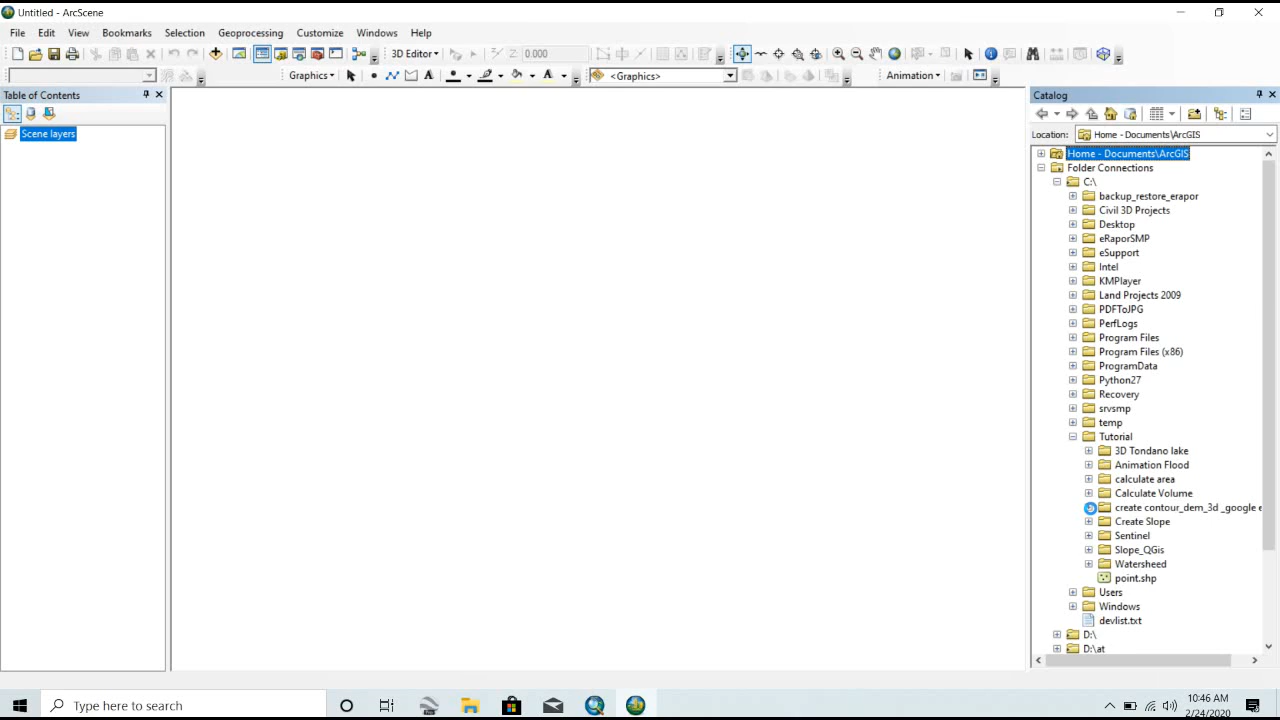 Untitled - ArcScene
File Edit View Bookmarks Selection Geoprocessing Customize Windows Help
3D Editor Z: 0.000
Graphics A A <Graphics> Animation
Table of Contents
Scene layers
Catalog
Location: Home - Documents\ArcGIS
Home - Documents\ArcGIS
Folder Connections
C:\
backup_restore_erapor
Civil 3D Projects
Desktop
eRaporSMP
eSupport
Intel
KMPlayer
Land Projects 2009
PDFToJPG
PerfLogs
Program Files
Program Files (x86)
ProgramData
Python27
Recovery
srvsmp
temp
Tutorial
3D Tondano lake
Animation Flood
calculate area
Calculate Volume
create contour_dem_3d _google e
Create Slope
Sentinel
Slope_QGis
Watersheed
point.shp
Users
Windows
devlist.txt
D:\
D:\at
Type here to search
10:46 AM
2/24/2020